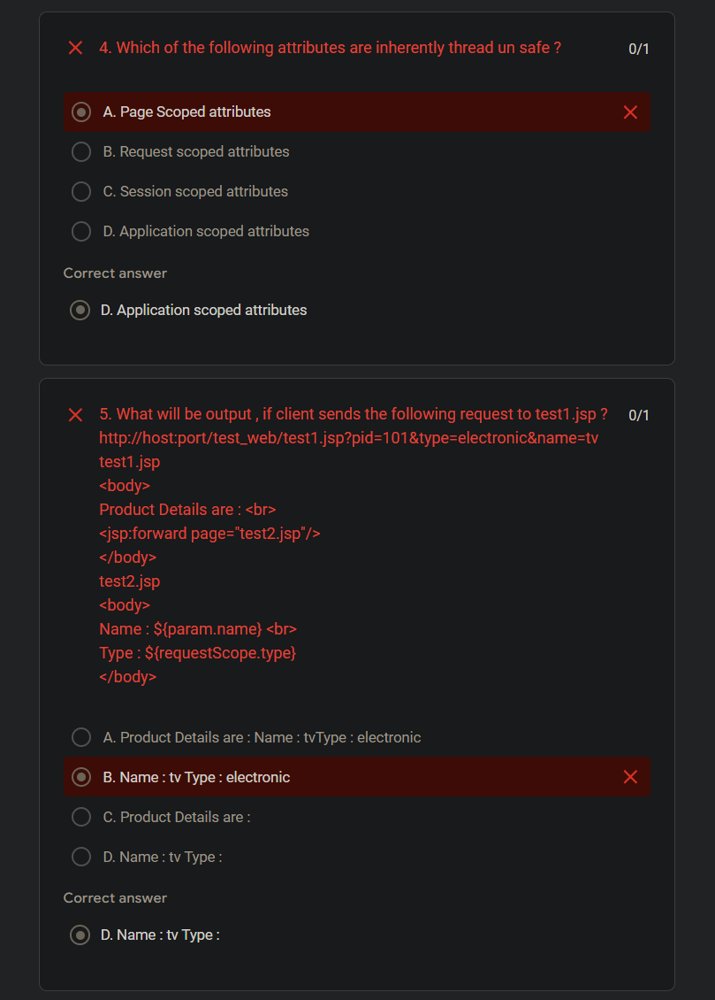 4. Which of the following attributes are inherently thread un safe ?
0/1
A. Page Scoped attributes
B. Request scoped attributes
C. Session scoped attributes
D. Application scoped attributes
Correct answer
D. Application scoped attributes
5. What will be output , if client sends the following request to test1.jsp ?
0/1
http://host:port/test_web/test1.jsp?pid=101&type=electronic&name=tv
test1.jsp
<body>
Product Details are : <br>
<jsp:forward page="test2.jsp"/>
</body>
test2.jsp
<body>
Name : ${param.name} <br>
Type : ${requestScope.type}
</body>
A. Product Details are : Name : tvType : electronic
B. Name : tv Type : electronic
C. Product Details are :
D. Name : tv Type :
Correct answer
D. Name : tv Type :